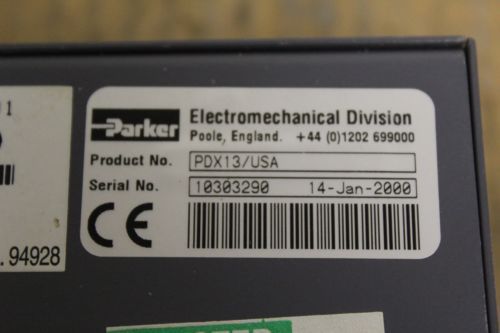 Parker
Electromechanical Division
Poole, England. +44 (0)1202 699000
Product No. PDX13/USA
Serial No. 10303290 14-Jan-2000
CE
. 94928